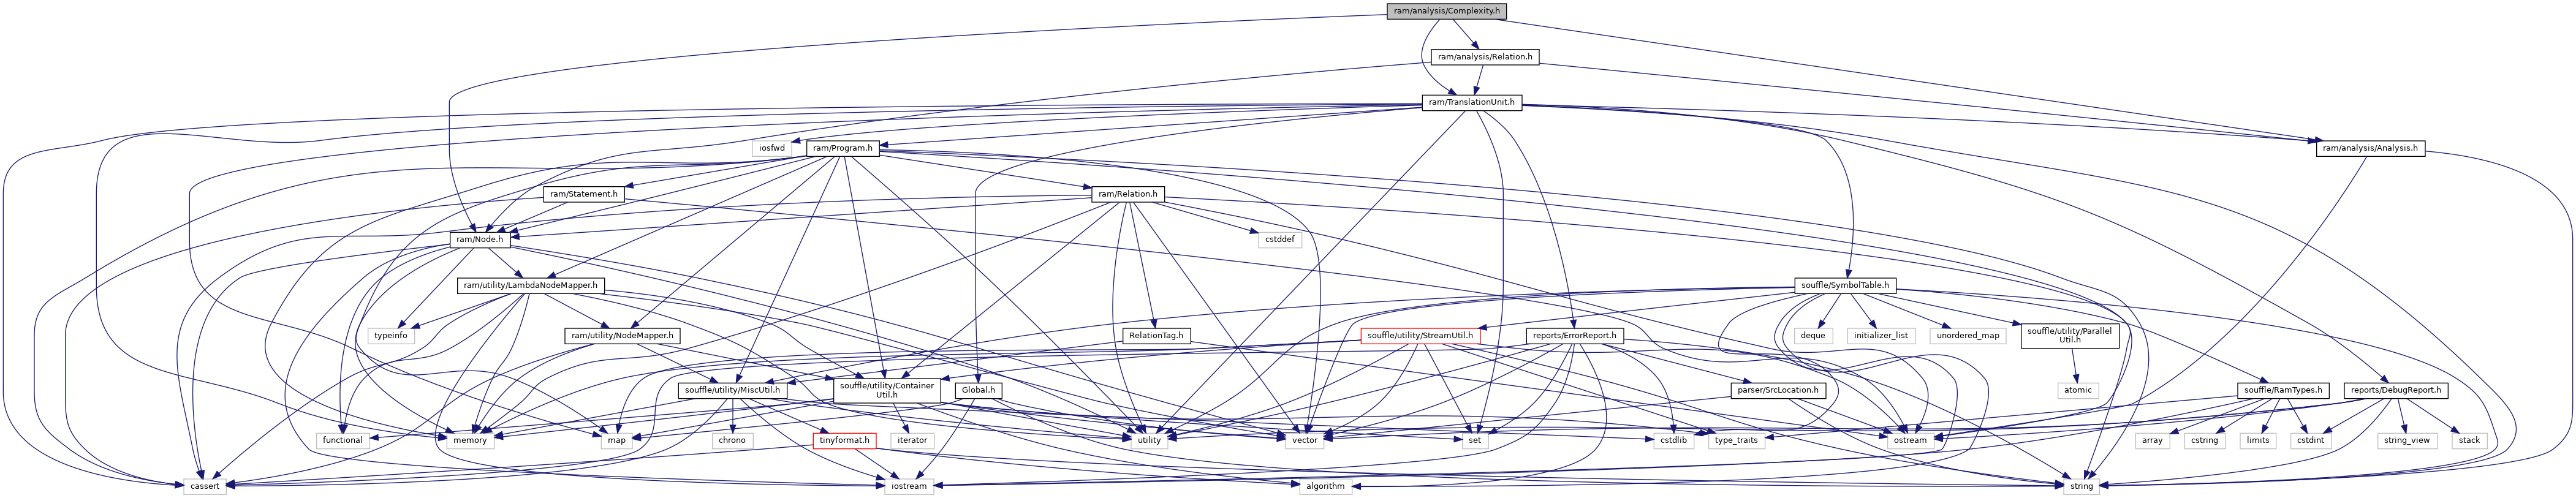 ram/analysis/Complexity.h
ram/analysis/Relation.h
ram/TranslationUnit.h
iosfwd
ram/Program.h
ram/analysis/Analysis.h
ram/Statement.h
ram/Relation.h
ram/Node.h
cstddef
ram/utility/LambdaNodeMapper.h
souffle/SymbolTable.h
typeinfo
ram/utility/NodeMapper.h
RelationTag.h
souffle/utility/StreamUtil.h
reports/ErrorReport.h
deque
initializer_list
unordered_map
souffle/utility/Parallel
Util.h
souffle/utility/MiscUtil.h
souffle/utility/Container
Util.h
Global.h
parser/SrcLocation.h
atomic
souffle/RamTypes.h
reports/DebugReport.h
functional
memory
map
chrono
tinyformat.h
iterator
utility
vector
set
cstdlib
type_traits
ostream
array
cstring
limits
cstdint
string_view
stack
cassert
iostream
algorithm
string